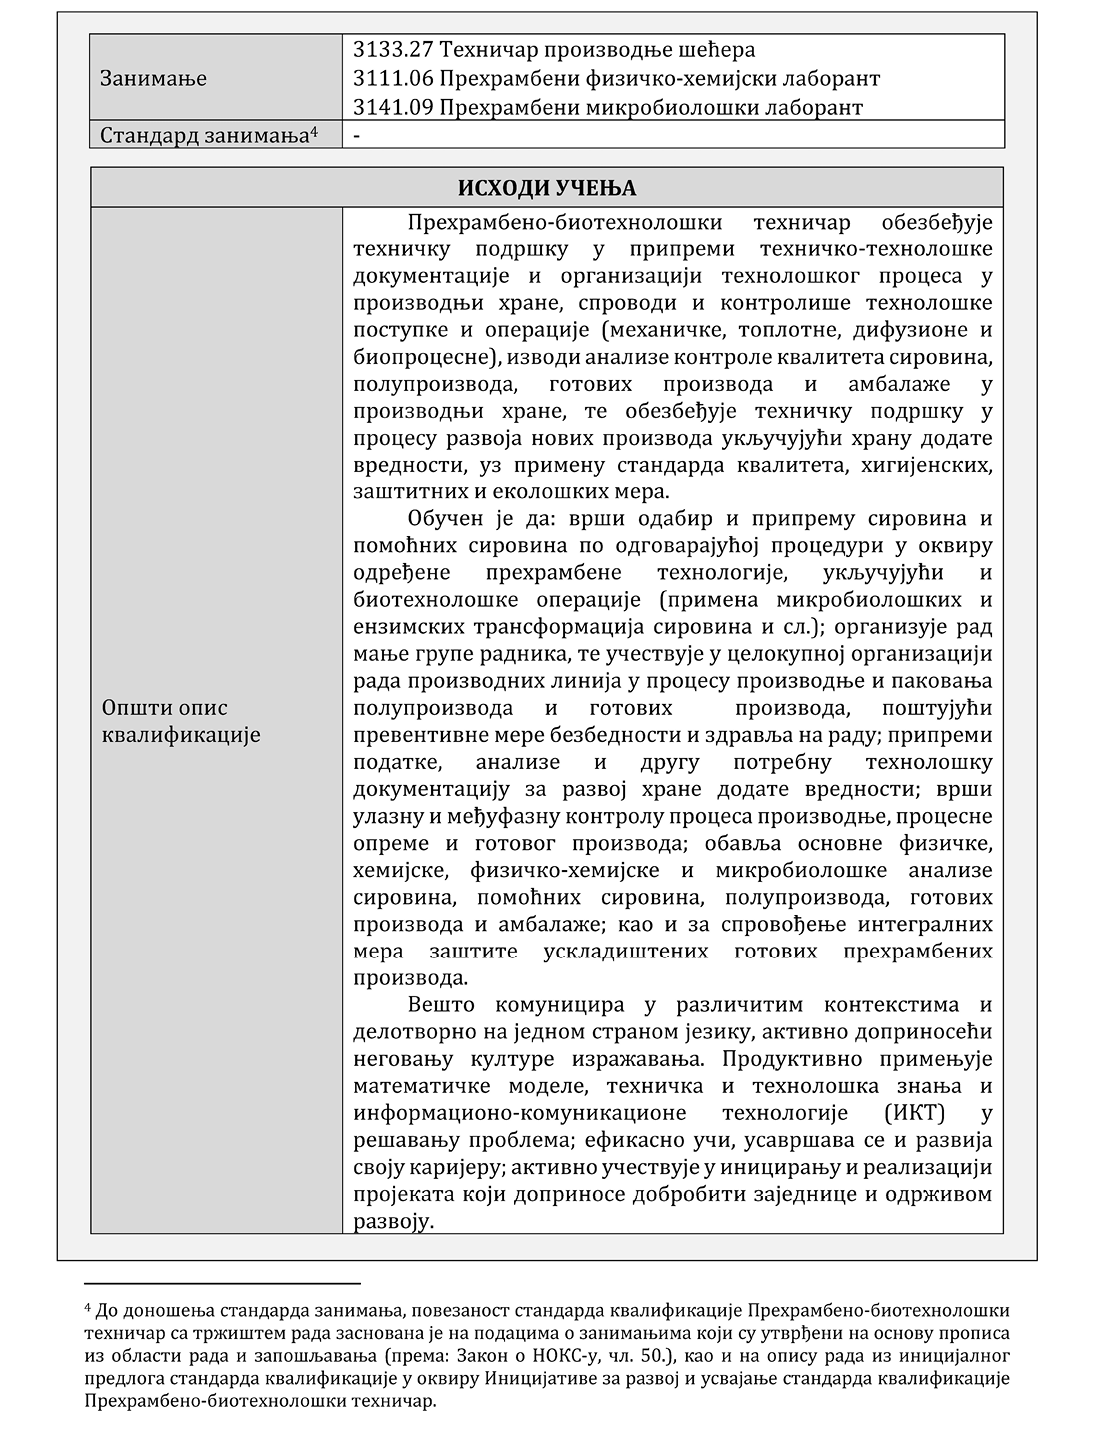 Занимање
3133.27 Техничар производње шећера
3111.06 Прехрамбени физичко-хемијски лаборант
3141.09 Прехрамбени микробиолошки лаборант
Стандард занимања⁴
-
ИСХОДИ УЧЕЊА
Општи опис
квалификације
Прехрамбено-биотехнолошки техничар обезбеђује
техничку подршку у припреми техничко-технолошке
документације и организацији технолошког процеса у
производњи хране, спроводи и контролише технолошке
поступке и операције (механичке, топлотне, дифузионе и
биопроцесне), изводи анализе контроле квалитета сировина,
полупроизвода, готових производа и амбалаже у
производњи хране, те обезбеђује техничку подршку у
процесу развоја нових производа укључујући храну додате
вредности, уз примену стандарда квалитета, хигијенских,
заштитних и еколошких мера.
Обучен је да: врши одабир и припрему сировина и
помоћних сировина по одговарајућој процедури у оквиру
одређене прехрамбене технологије, укључујући и
биотехнолошке операције (примена микробиолошких и
ензимских трансформација сировина и сл.); организује рад
мање групе радника, те учествује у целокупној организацији
рада производних линија у процесу производње и паковања
полупроизвода и готових производа, поштујући
превентивне мере безбедности и здравља на раду; припреми
податке, анализе и другу потребну технолошку
документацију за развој хране додате вредности; врши
улазну и међуфазну контролу процеса производње, процесне
опреме и готовог производа; обавља основне физичке,
хемијске, физичко-хемијске и микробиолошке анализе
сировина, помоћних сировина, полупроизвода, готових
производа и амбалаже; као и за спровођење интегралних
мера заштите ускладиштених готових прехрамбених
производа.
Вешто комуницира у различитим контекстима и
делотворно на једном страном језику, активно доприносећи
неговању културе изражавања. Продуктивно примењује
математичке моделе, техничка и технолошка знања и
информационо-комуникационе технологије (ИКТ) у
решавању проблема; ефикасно учи, усавршава се и развија
своју каријеру; активно учествује у иницирању и реализацији
пројеката који доприносе добробити заједнице и одрживом
развоју.
⁴ До доношења стандарда занимања, повезаност стандарда квалификације Прехрамбено-биотехнолошки
техничар са тржиштем рада заснована је на подацима о занимањима који су утврђени на основу прописа
из области рада и запошљавања (према: Закон о НОКС-у, чл. 50.), као и на опису рада из иницијалног
предлога стандарда квалификације у оквиру Иницијативе за развој и усвајање стандарда квалификације
Прехрамбено-биотехнолошки техничар.